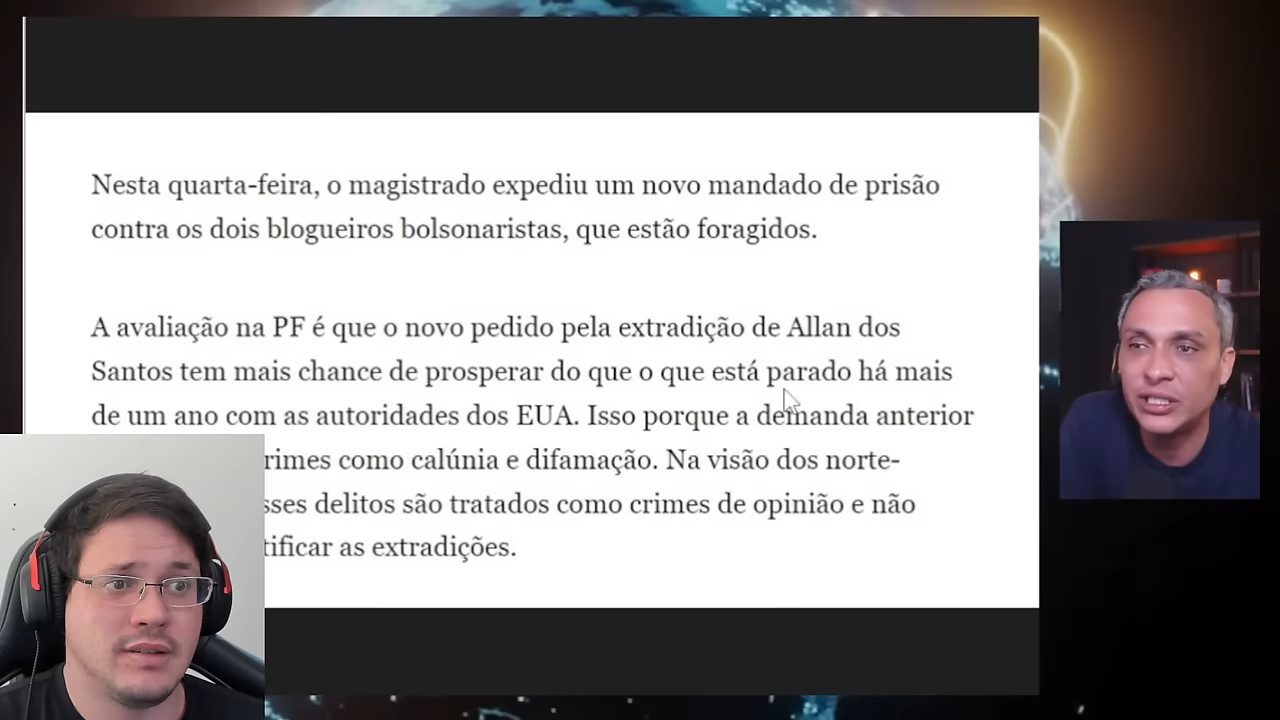 Nesta quarta-feira, o magistrado expediu um novo mandado de prisão
contra os dois blogueiros bolsonaristas, que estão foragidos.
A avaliação na PF é que o novo pedido pela extradição de Allan dos
Santos tem mais chance de prosperar do que o que está parado há mais
de um ano com as autoridades dos EUA. Isso porque a demanda anterior
rimes como calúnia e difamação. Na visão dos norte-
sses delitos são tratados como crimes de opinião e não
tificar as extradições.